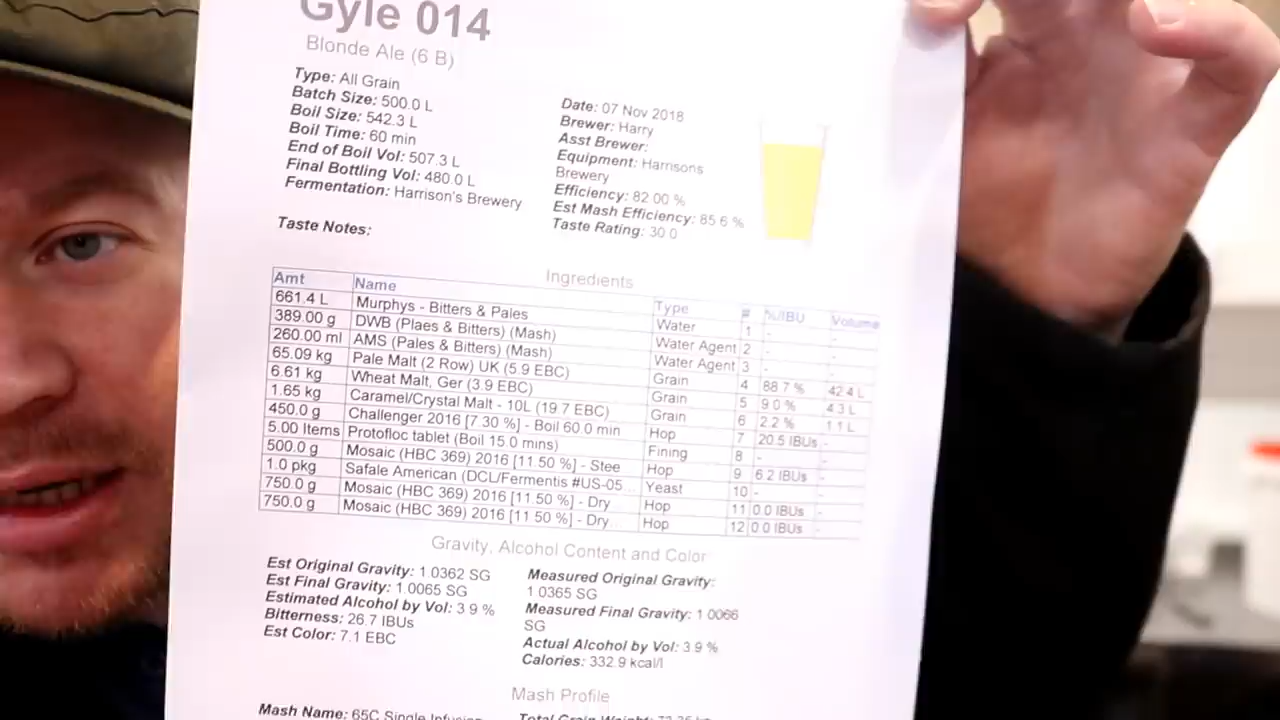 Gyle 014
Blonde Ale (6 B)
Type: All Grain
Batch Size: 500.0 L
Boil Size: 542.3 L
Boil Time: 60 min
End of Boil Vol: 507.3 L
Final Bottling Vol: 480.0 L
Fermentation: Harrison's Brewery
Date: 07 Nov 2018
Brewer: Harry
Asst Brewer:
Equipment: Harrisons
Brewery
Efficiency: 82.00 %
Est Mash Efficiency: 85.6 %
Taste Rating: 30.0
Taste Notes:
Ingredients
Amt Name Type # %/IBU Volume
661.4 L Murphys - Bitters & Pales Water 1 - -
389.00 g DWB (Plaes & Bitters) (Mash) Water Agent 2 - -
260.00 ml AMS (Pales & Bitters) (Mash) Water Agent 3 - -
65.09 kg Pale Malt (2 Row) UK (5.9 EBC) Grain 4 88.7 % 42.4 L
6.61 kg Wheat Malt, Ger (3.9 EBC) Grain 5 9.0 % 4.3 L
1.65 kg Caramel/Crystal Malt - 10L (19.7 EBC) Grain 6 2.2 % 1.1 L
450.0 g Challenger 2016 [7.30 %] - Boil 60.0 min Hop 7 20.5 IBUs -
5.00 Items Protofloc tablet (Boil 15.0 mins) Fining 8 - -
500.0 g Mosaic (HBC 369) 2016 [11.50 %] - Stee Hop 9 6.2 IBUs -
1.0 pkg Safale American (DCL/Fermentis #US-05... Yeast 10 - -
750.0 g Mosaic (HBC 369) 2016 [11.50 %] - Dry Hop 11 0.0 IBUs -
750.0 g Mosaic (HBC 369) 2016 [11.50 %] - Dry... Hop 12 0.0 IBUs -
Gravity, Alcohol Content and Color
Est Original Gravity: 1.0362 SG
Est Final Gravity: 1.0065 SG
Estimated Alcohol by Vol: 3.9 %
Bitterness: 26.7 IBUs
Est Color: 7.1 EBC
Measured Original Gravity:
1.0365 SG
Measured Final Gravity: 1.0066
SG
Actual Alcohol by Vol: 3.9 %
Calories: 332.9 kcal/l
Mash Profile
Mash Name: 65C Single Infusion
Total Grain Weight: